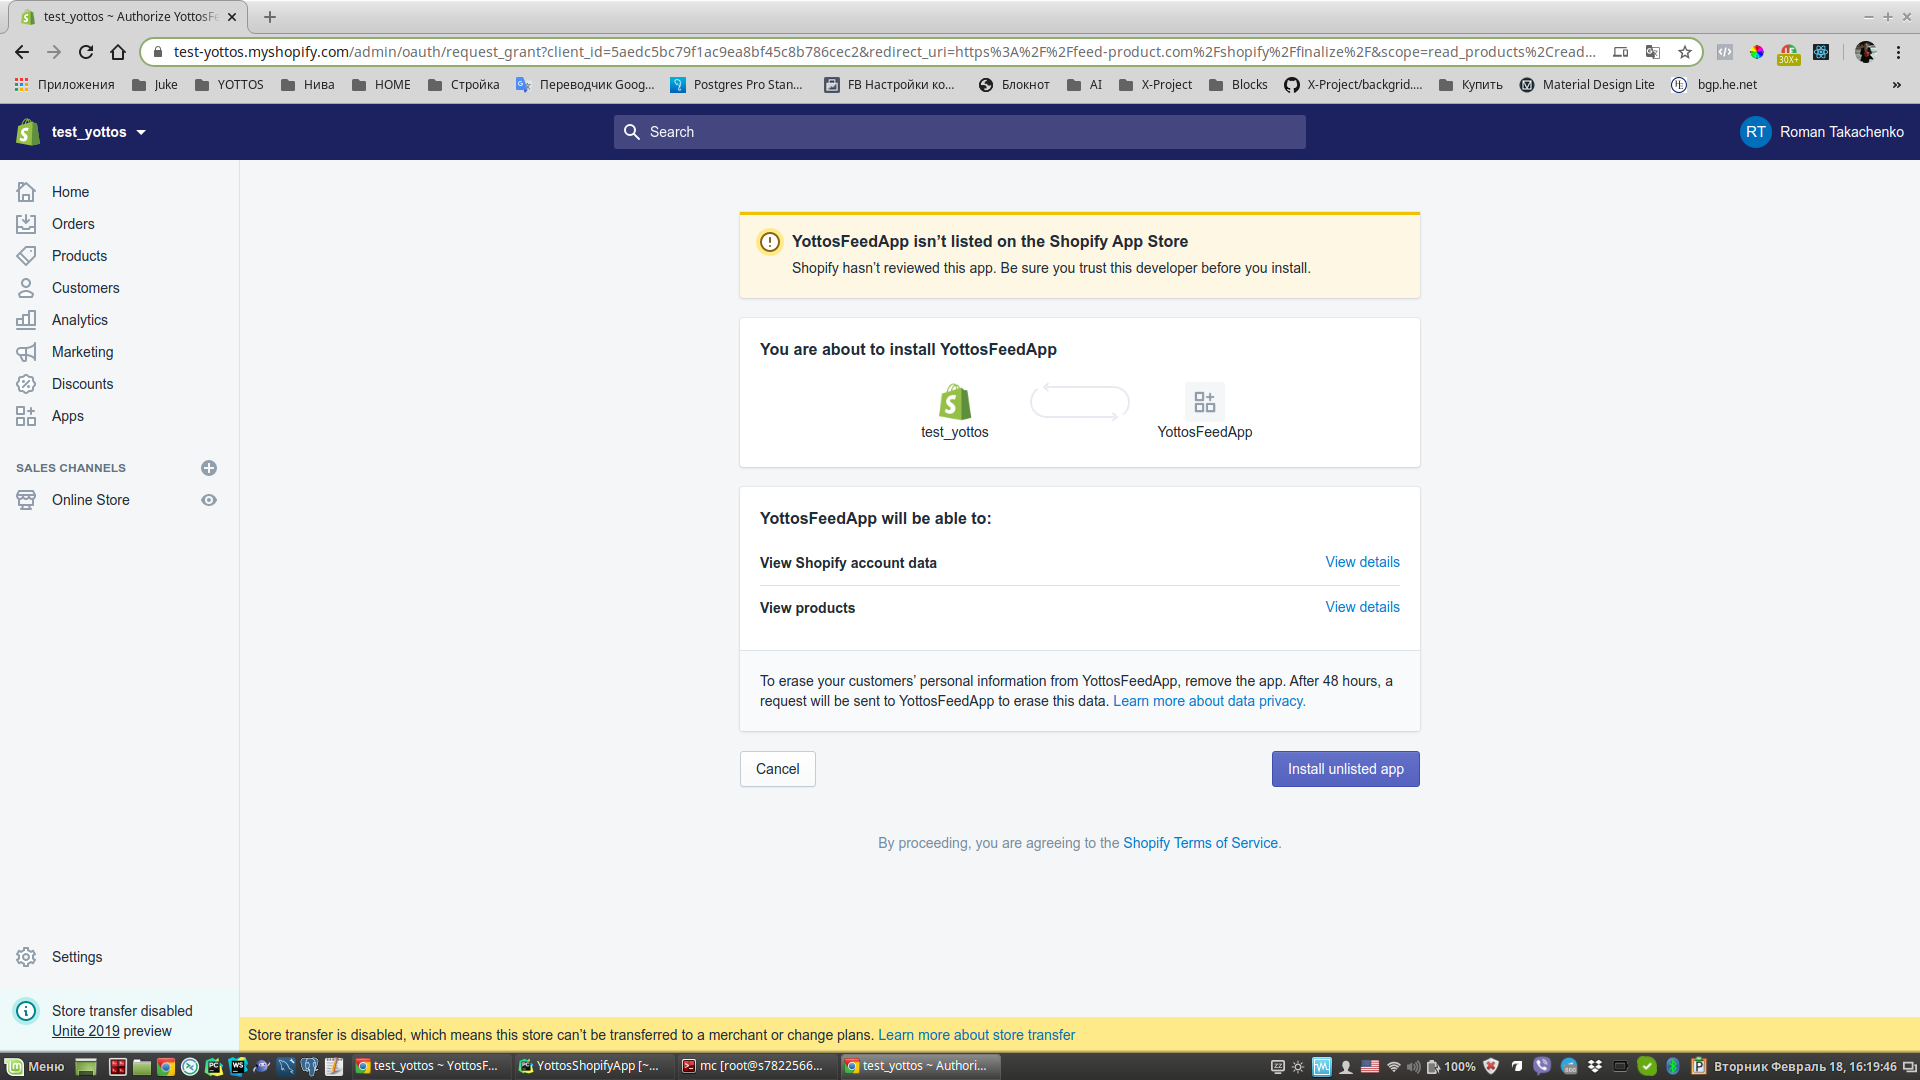 test_yottos ~ Authorize YottosFe
test-yottos.myshopify.com/admin/oauth/request_grant?client_id=5aedc5bc79f1ac9ea8bf45c8b786cec2&redirect_uri=https%3A%2F%2Ffeed-product.com%2Fshopify%2Ffinalize%2F&scope=read_products%2Cread...
30X+
Приложения
Juke
YOTTOS
Нива
HOME
Стройка
Переводчик Goog...
Postgres Pro Stan...
FB Настройки ко...
Блокнот
AI
X-Project
Blocks
X-Project/backgrid....
Купить
Material Design Lite
bgp.he.net
»
test_yottos
Search
RT
Roman Takachenko
Home
Orders
Products
Customers
Analytics
Marketing
Discounts
Apps
SALES CHANNELS
Online Store
Settings
Store transfer disabled
Unite 2019 preview
YottosFeedApp isn’t listed on the Shopify App Store
Shopify hasn’t reviewed this app. Be sure you trust this developer before you install.
You are about to install YottosFeedApp
test_yottos
YottosFeedApp
YottosFeedApp will be able to:
View Shopify account data
View details
View products
View details
To erase your customers’ personal information from YottosFeedApp, remove the app. After 48 hours, a
request will be sent to YottosFeedApp to erase this data. Learn more about data privacy.
Cancel
Install unlisted app
By proceeding, you are agreeing to the Shopify Terms of Service.
Store transfer is disabled, which means this store can’t be transferred to a merchant or change plans. Learn more about store transfer
Меню
test_yottos ~ YottosF...
YottosShopifyApp [~...
mc [root@s7822566...
test_yottos ~ Authori...
100%
Вторник Февраль 18, 16:19:46